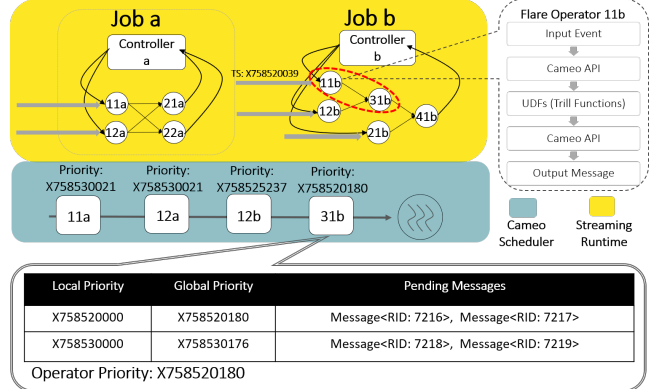 Job a
Controller
a
11a
21a
12a
22a
Job b
Controller
b
TS: X758520039
11b
31b
12b
41b
21b
Flare Operator 11b
Input Event
Cameo API
UDFs (Trill Functions)
Cameo API
Output Message
Priority: Priority: Priority: Priority:
X758530021 X758530021 X758525237 X758520180
11a 12a 12b 31b
Cameo
Scheduler
Streaming
Runtime
Local Priority Global Priority Pending Messages
X758520000 X758520180 Message<RID: 7216>, Message<RID: 7217>
X758530000 X758530176 Message<RID: 7218>, Message<RID: 7219>
Operator Priority: X758520180